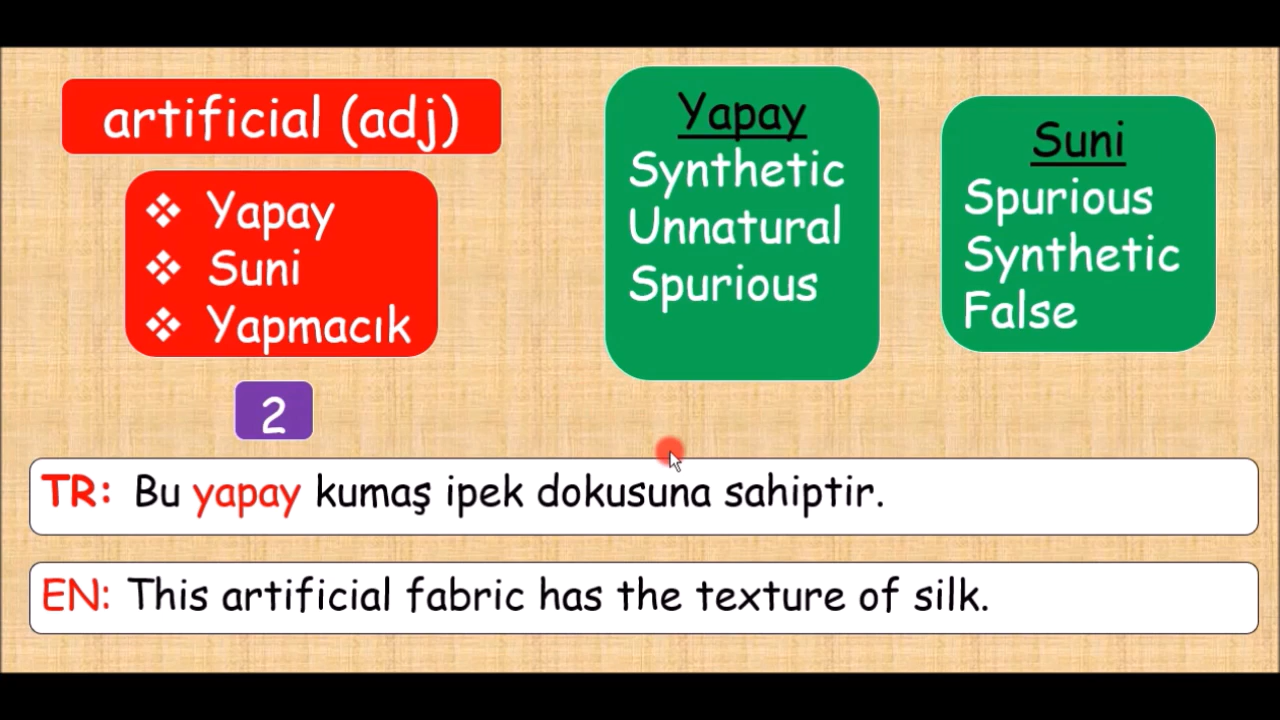 artificial (adj)
❖ Yapay
❖ Suni
❖ Yapmacık
2
Yapay
Synthetic
Unnatural
Spurious
Suni
Spurious
Synthetic
False
TR: Bu yapay kumaş ipek dokusuna sahiptir.
EN: This artificial fabric has the texture of silk.